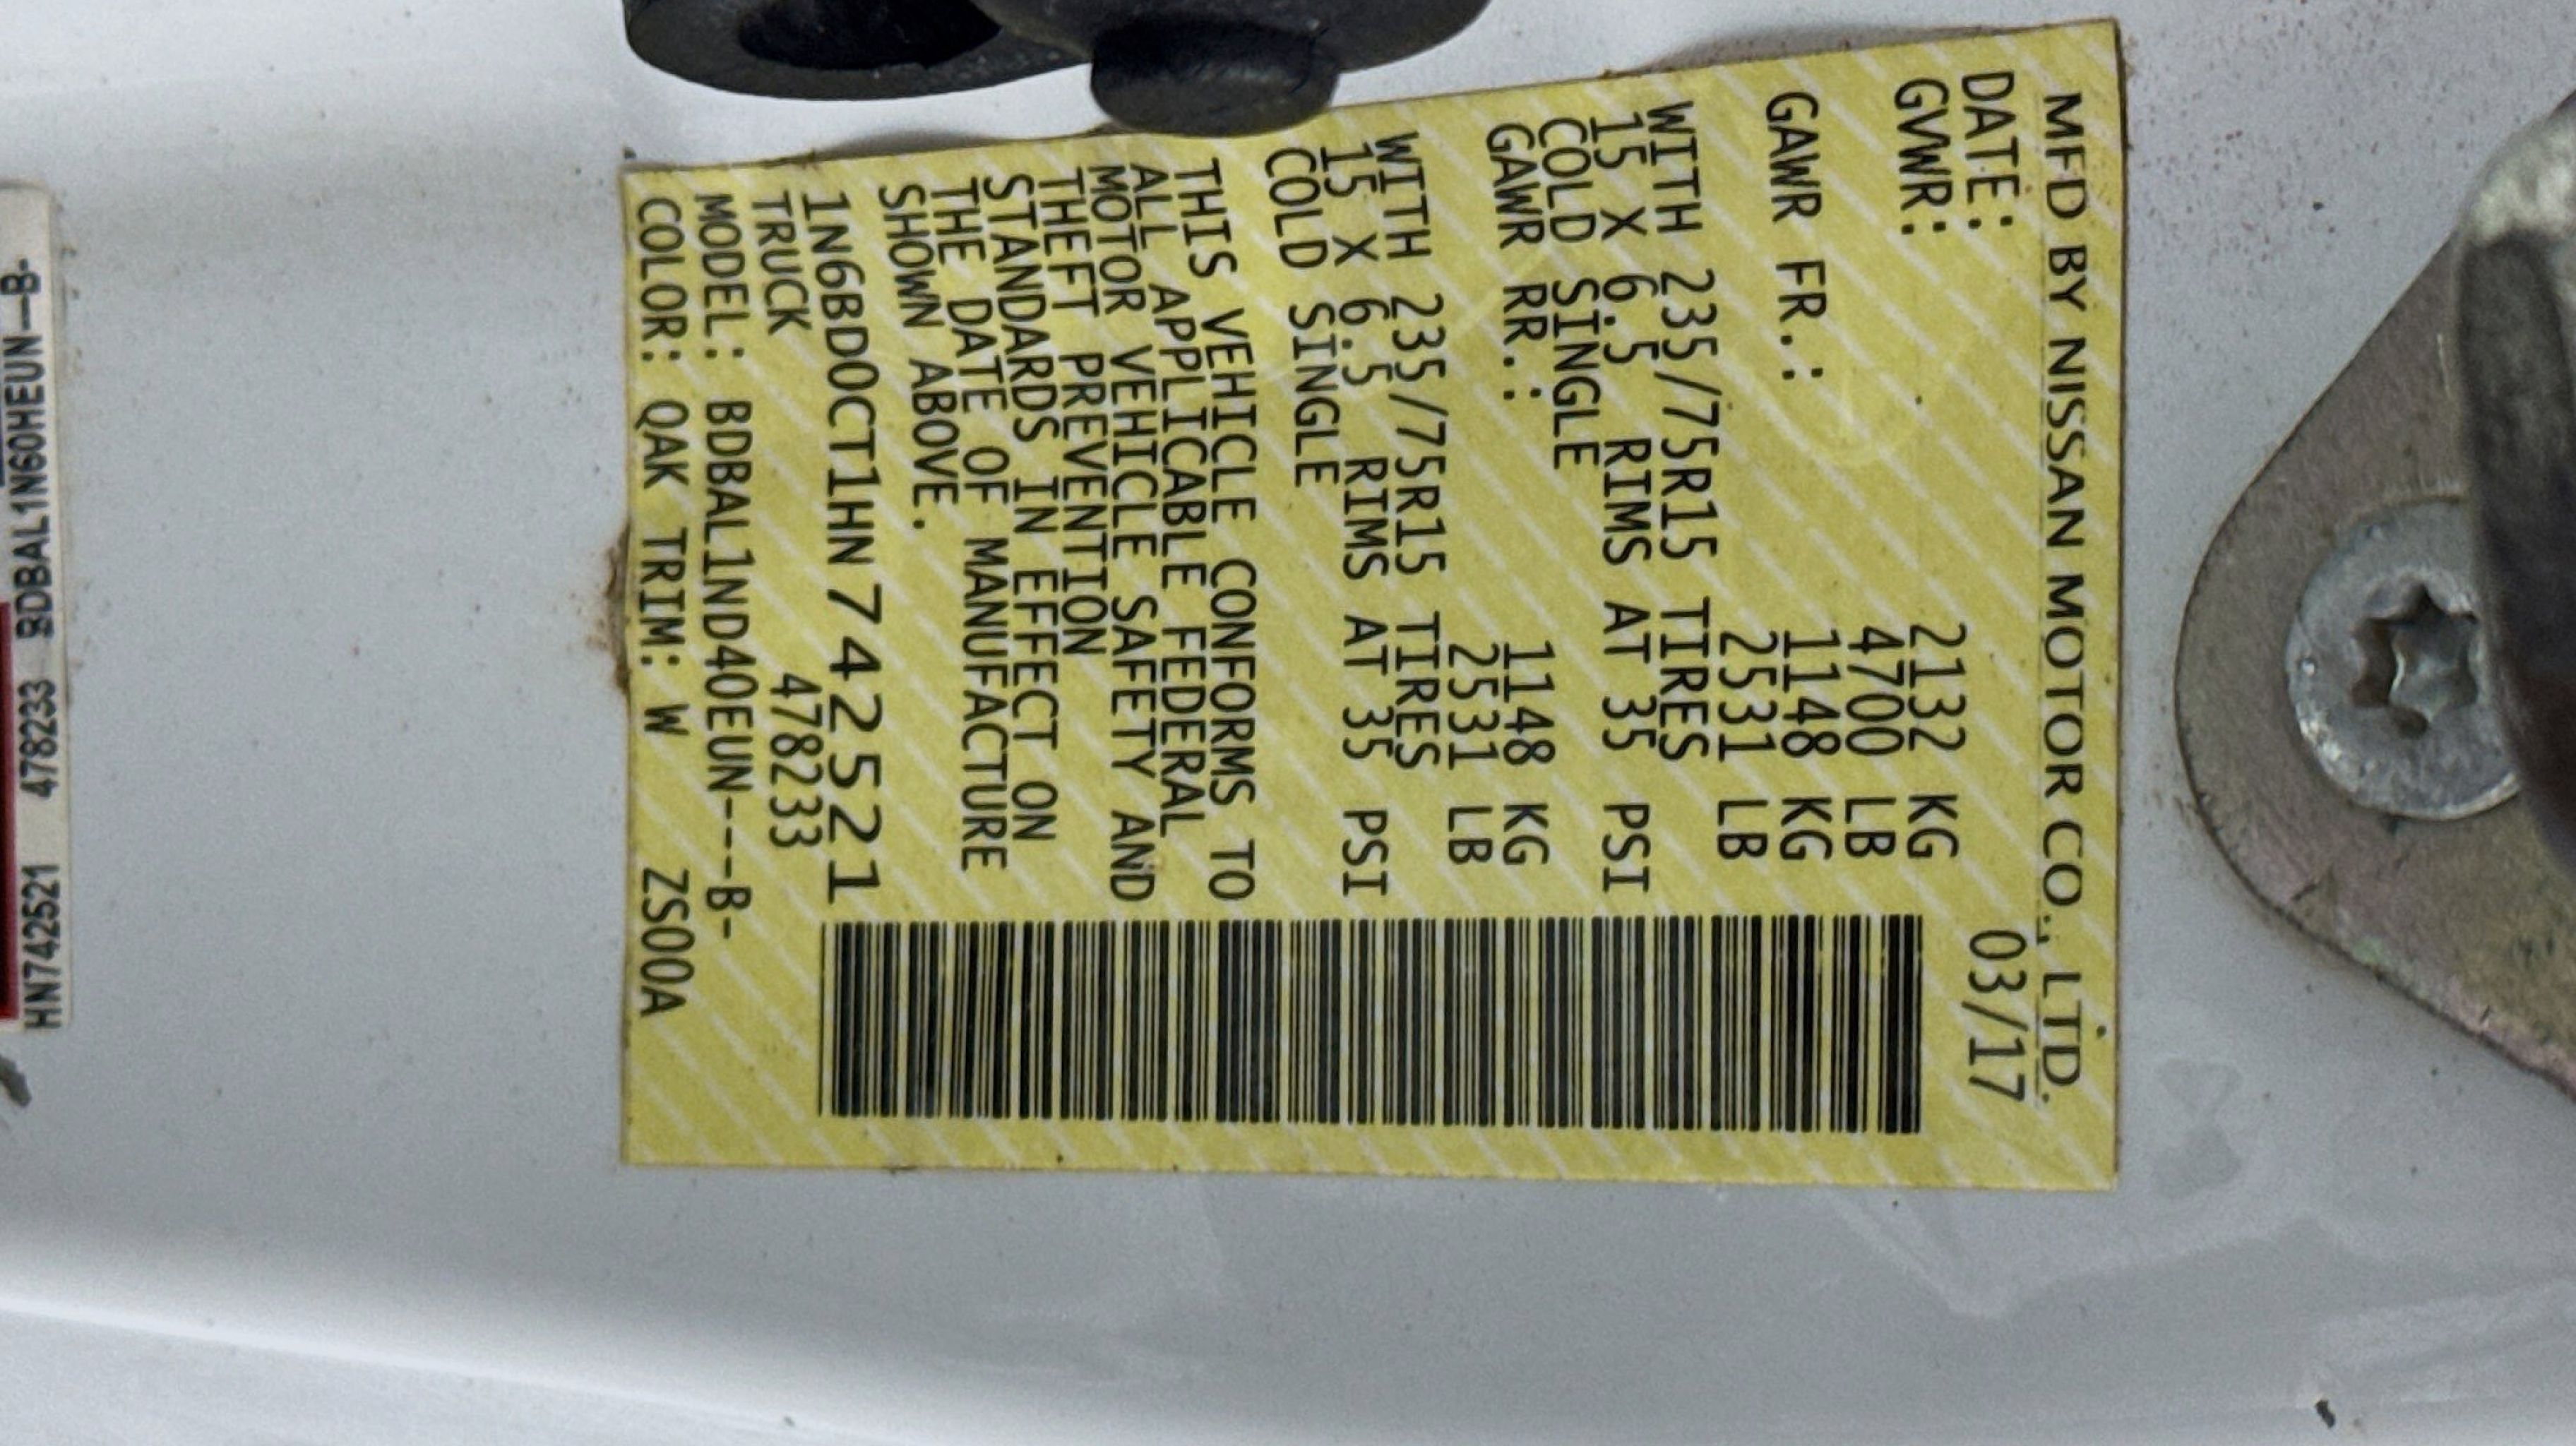 MFD BY NISSAN MOTOR CO., LTD.
DATE: 03/17
GVWR: 2132 KG
4700 LB
GAWR FR.: 1148 KG
2531 LB
WITH 235/75R15 TIRES
15 X 6.5 RIMS AT 35 PSI
COLD SINGLE
GAWR RR.: 1148 KG
2531 LB
WITH 235/75R15 TIRES
15 X 6.5 RIMS AT 35 PSI
COLD SINGLE
THIS VEHICLE CONFORMS TO
ALL APPLICABLE FEDERAL
MOTOR VEHICLE SAFETY AND
THEFT PREVENTION
STANDARDS IN EFFECT ON
THE DATE OF MANUFACTURE
SHOWN ABOVE.
1N6BD0CT1HN742521
TRUCK 478233
MODEL: BDBAL1ND40EUN---B-
COLOR: QAK TRIM: W ZS00A
HN742521 478233 BDBAL1N60HEUN--B-